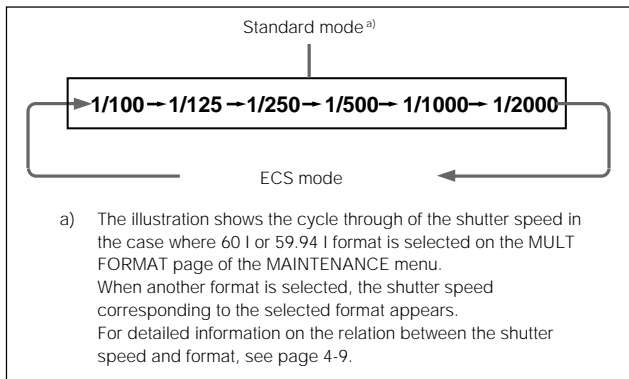 Standard mode a)
1/100 → 1/125 → 1/250 → 1/500 → 1/1000 → 1/2000
ECS mode
a) The illustration shows the cycle through of the shutter speed in
the case where 60 I or 59.94 I format is selected on the MULT
FORMAT page of the MAINTENANCE menu.
When another format is selected, the shutter speed
corresponding to the selected format appears.
For detailed information on the relation between the shutter
speed and format, see page 4-9.